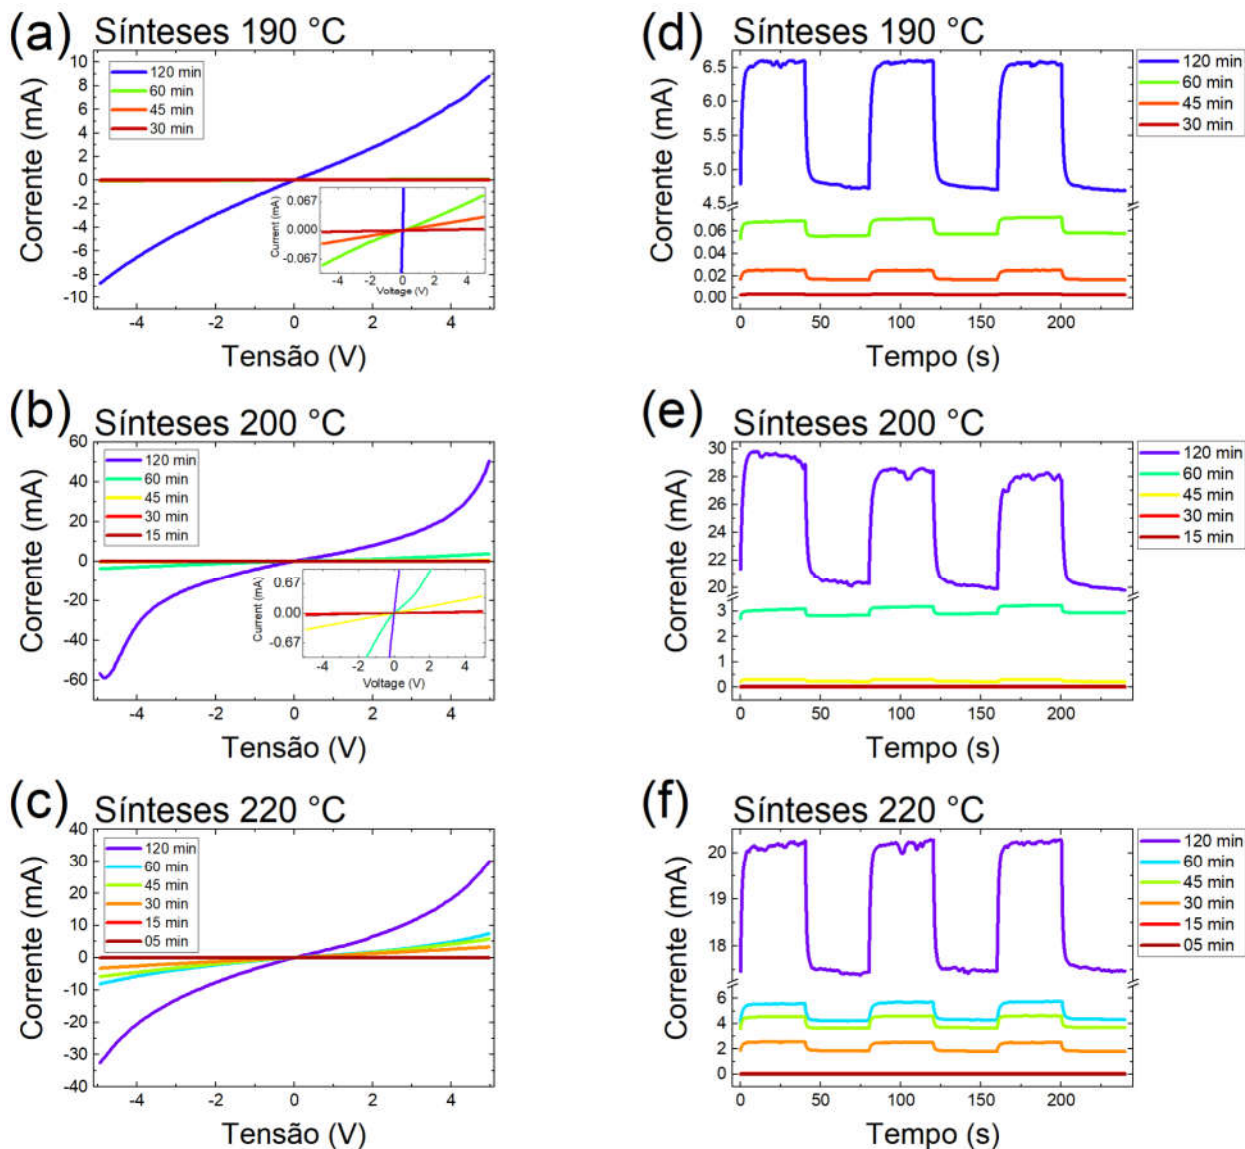 (a) Sínteses 190 °C
10
8
6
4
2
0
-2
-4
-6
-8
-10
Corrente (mA)
120 min
60 min
45 min
30 min
0.067
0.000
-0.067
Current (mA)
-4 -2 0 2 4
Voltage (V)
-4 -2 0 2 4
Tensão (V)
(d) Sínteses 190 °C
6.5
6.0
5.5
5.0
4.5
0.06
0.02
0.00
Corrente (mA)
120 min
60 min
45 min
30 min
0 50 100 150 200
Tempo (s)
(b) Sínteses 200 °C
60
40
20
0
-20
-40
-60
Corrente (mA)
120 min
60 min
45 min
30 min
15 min
0.67
0.00
-0.67
Current (mA)
-4 -2 0 2 4
Voltage (V)
-4 -2 0 2 4
Tensão (V)
(e) Sínteses 200 °C
30
28
26
24
22
20
3
2
1
0
Corrente (mA)
120 min
60 min
45 min
30 min
15 min
0 50 100 150 200
Tempo (s)
(c) Sínteses 220 °C
40
30
20
10
0
-10
-20
-30
-40
Corrente (mA)
120 min
60 min
45 min
30 min
15 min
05 min
-4 -2 0 2 4
Tensão (V)
(f) Sínteses 220 °C
20
19
18
6
4
2
0
Corrente (mA)
120 min
60 min
45 min
30 min
15 min
05 min
0 50 100 150 200
Tempo (s)